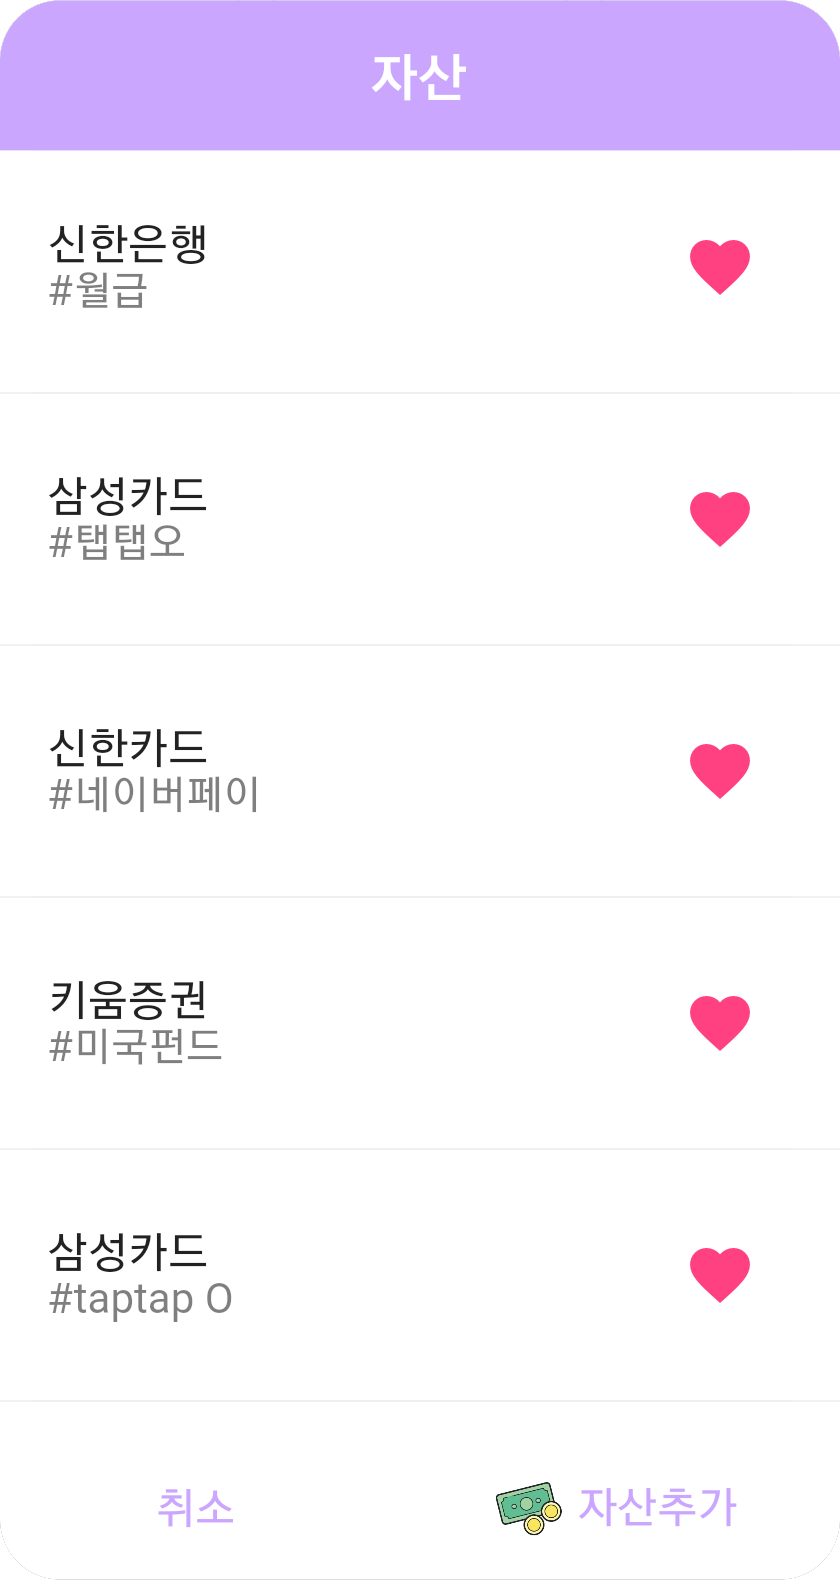 자산
신한은행
#월급
삼성카드
#탭탭오
신한카드
#네이버페이
키움증권
#미국펀드
삼성카드
#taptap O
취소
자산추가